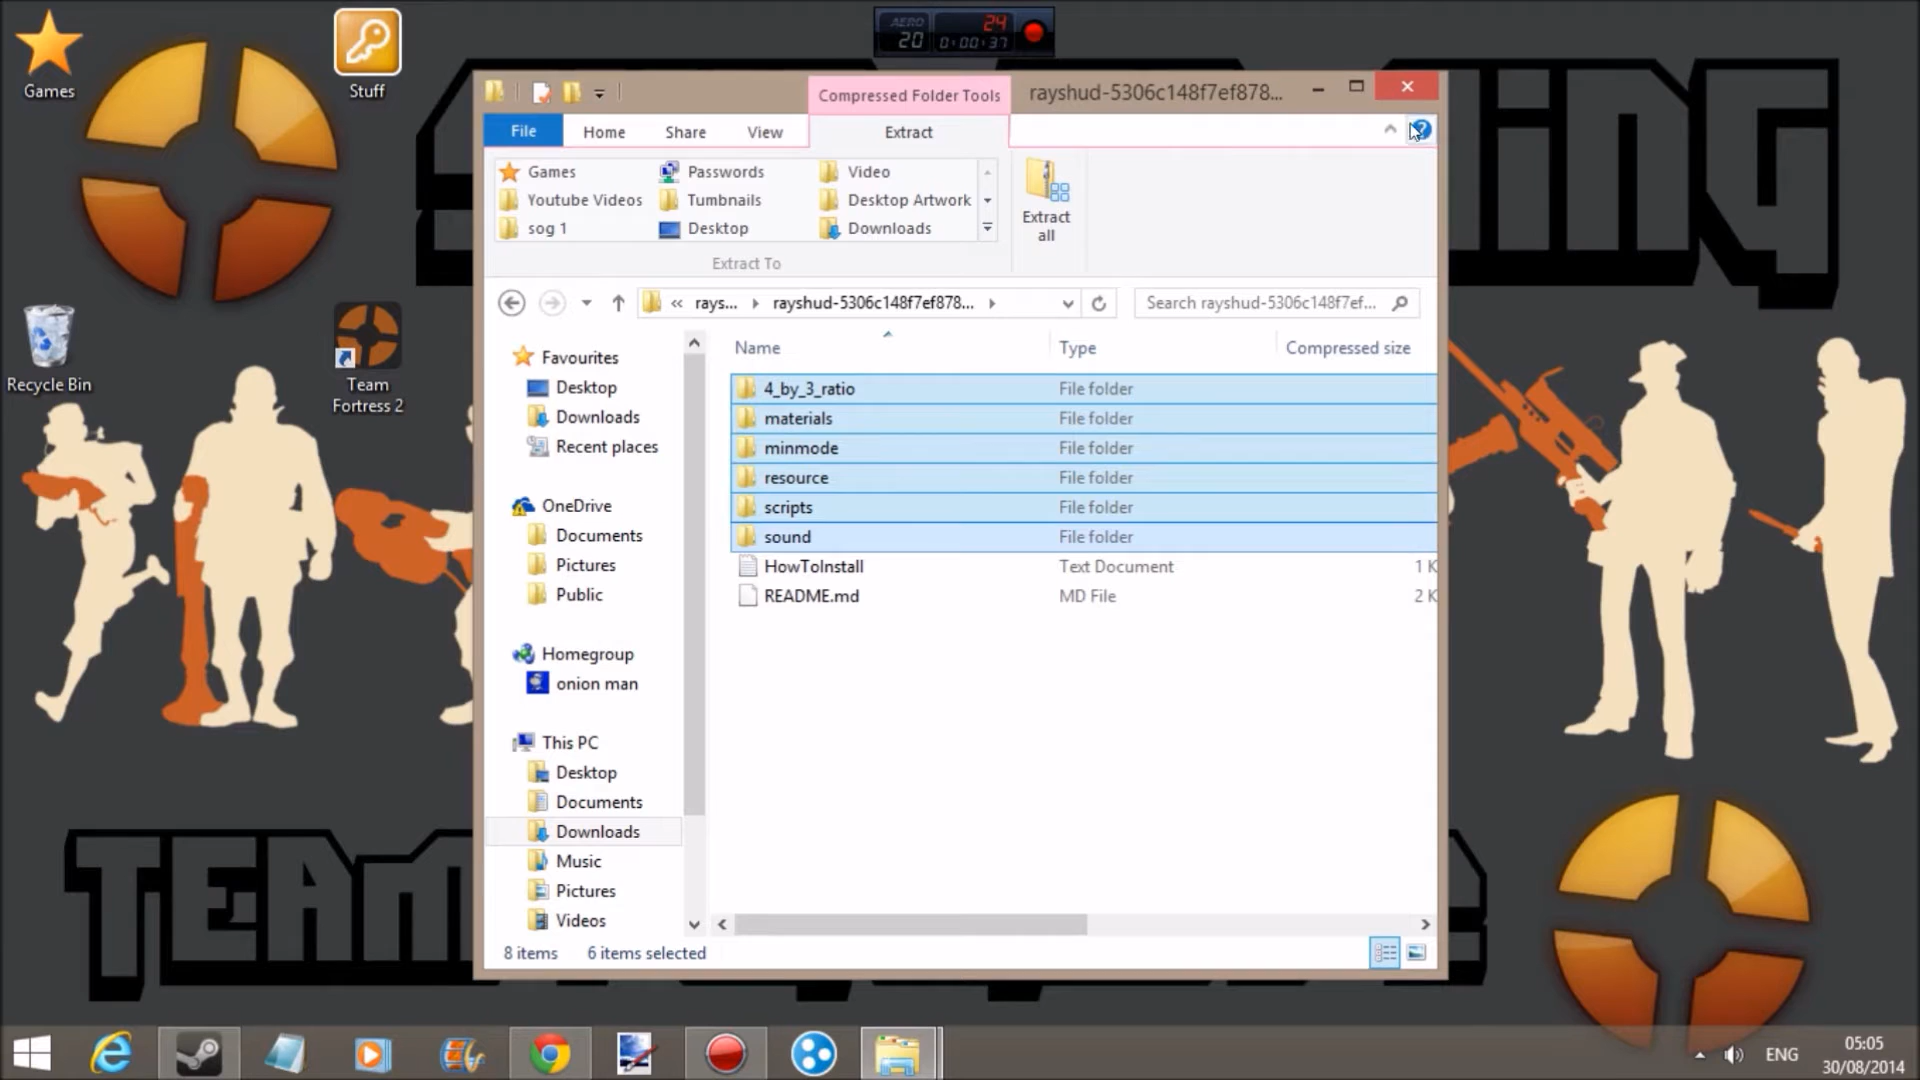 AERO
20
24
0:00:37
Games
Stuff
Recycle Bin
Team
Fortress 2
Compressed Folder Tools
rayshud-5306c148f7ef878...
File
Home
Share
View
Extract
Games
Passwords
Video
Youtube Videos
Tumbnails
Desktop Artwork
sog 1
Desktop
Downloads
Extract
all
Extract To
« rays...
rayshud-5306c148f7ef878...
Search rayshud-5306c148f7ef...
Favourites
Desktop
Downloads
Recent places
OneDrive
Documents
Pictures
Public
Homegroup
onion man
This PC
Desktop
Documents
Downloads
Music
Pictures
Videos
Name
Type
Compressed size
4_by_3_ratio
File folder
materials
File folder
minmode
File folder
resource
File folder
scripts
File folder
sound
File folder
HowToInstall
Text Document
1 K
README.md
MD File
2 K
8 items
6 items selected
TEAM
ENG
05:05
30/08/2014